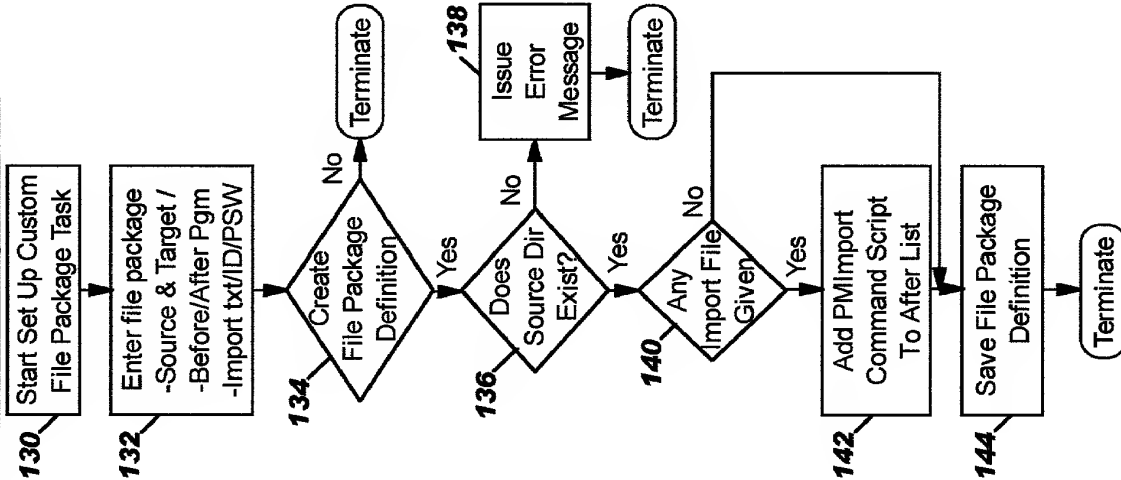 Start Set Up Custom
File Package Task
130
Enter file package
-Source & Target /
-Before/After Pgm
-Import txt/ID/PSW
132
Create
File Package
Definition
134
No
Terminate
Yes
Does
Source Dir
Exist?
136
No
Issue
Error
Message
138
Terminate
Yes
Any
Import File
Given
140
No
Yes
Add PMImport
Command Script
To After List
142
Save File Package
Definition
144
Terminate